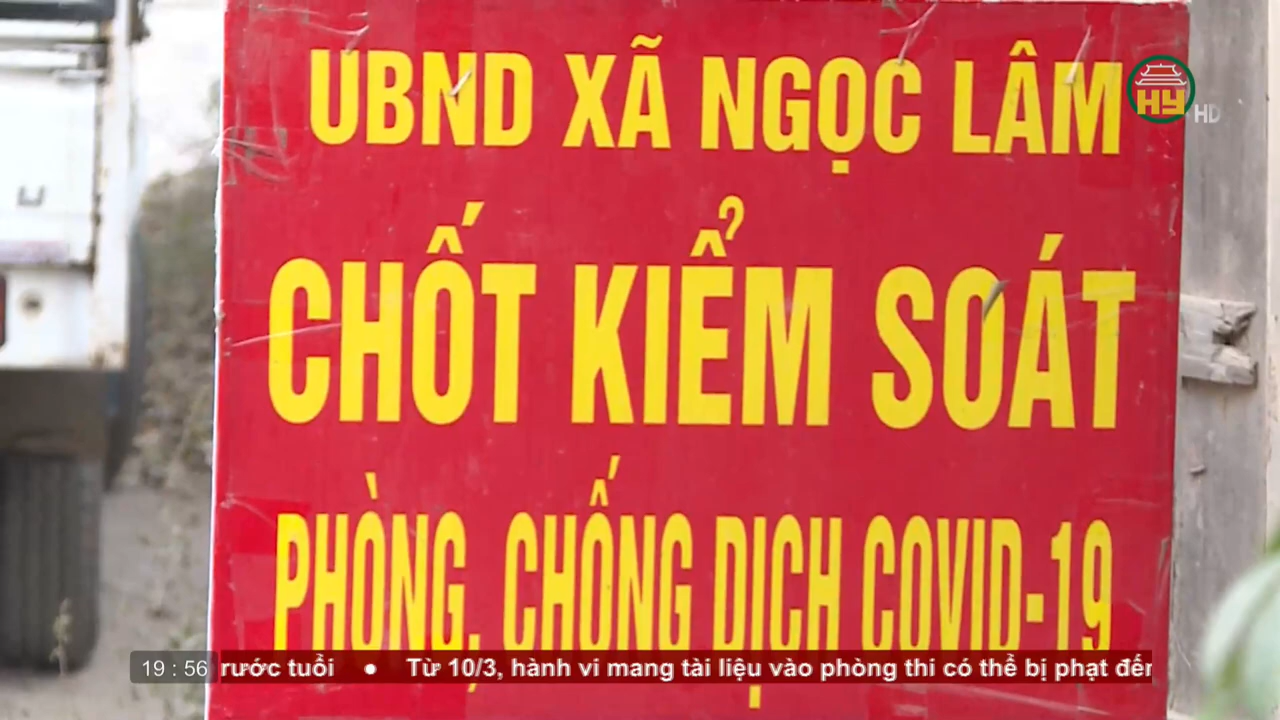 UBND XÃ NGỌC LÂM
HY HD
CHỐT KIỂM SOÁT
PHÒNG, CHỐNG DỊCH COVID-19
19 : 56 rước tuổi • Từ 10/3, hành vi mang tài liệu vào phòng thi có thể bị phạt đến